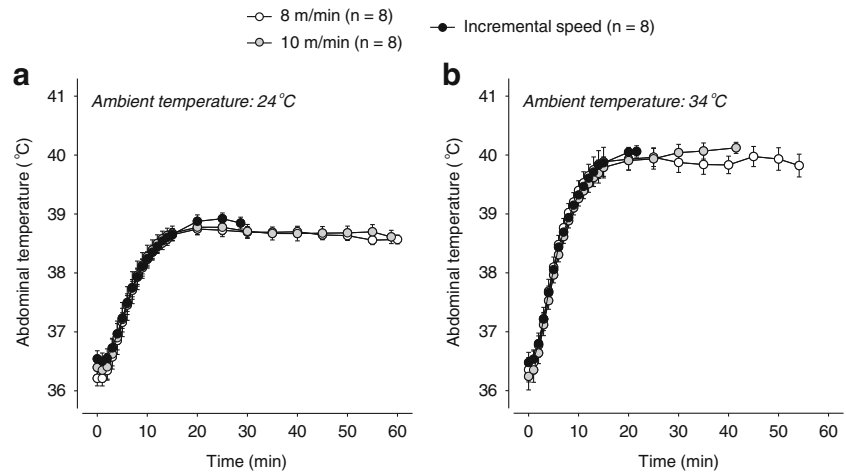 8 m/min (n = 8)
10 m/min (n = 8)
Incremental speed (n = 8)
a
Ambient temperature: 24°C
41
40
39
38
37
36
Abdominal temperature (°C)
0 10 20 30 40 50 60
Time (min)
b
Ambient temperature: 34°C
41
40
39
38
37
36
Abdominal temperature (°C)
0 10 20 30 40 50 60
Time (min)